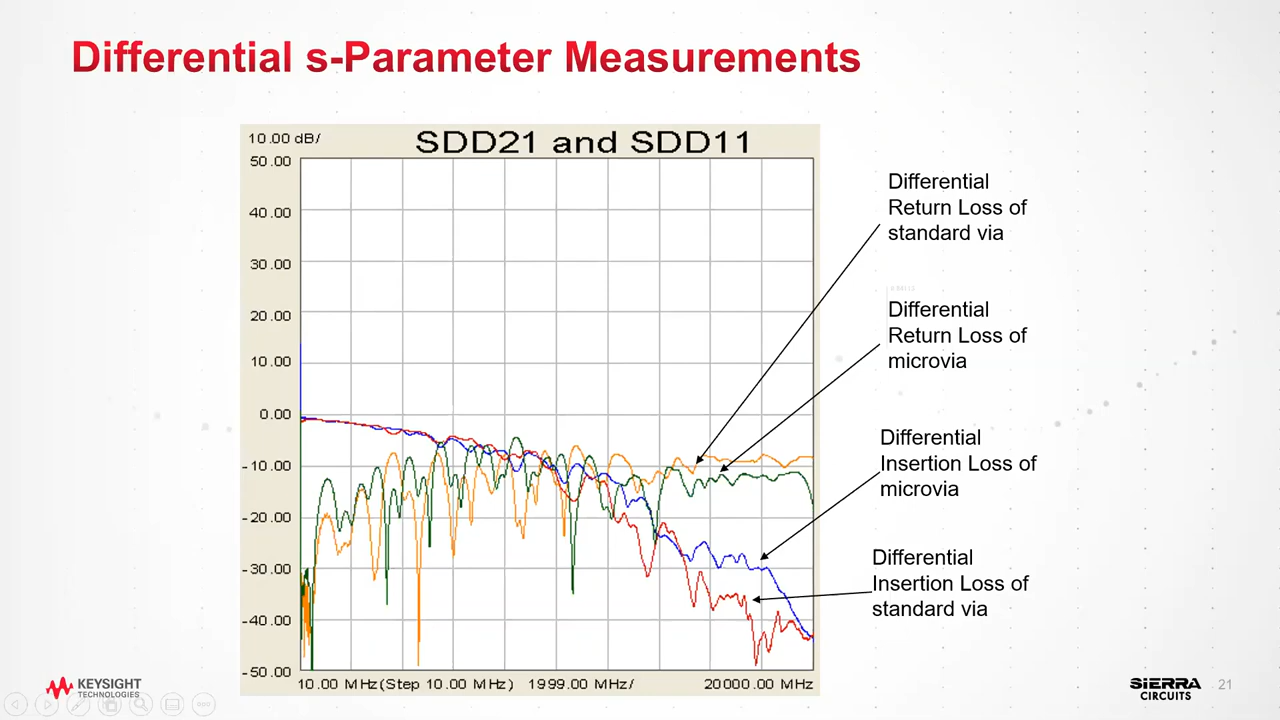 Differential s-Parameter Measurements
10.00 dB/
SDD21 and SDD11
50.00
40.00
30.00
20.00
10.00
0.00
-10.00
-20.00
-30.00
-40.00
-50.00
10.00 MHz(Step 10.00 MHz) 1999.00 MHz/ 20000.00 MHz
Differential
Return Loss of
standard via
Differential
Return Loss of
microvia
Differential
Insertion Loss of
microvia
Differential
Insertion Loss of
standard via
KEYSIGHT
TECHNOLOGIES
SIERRA
CIRCUITS
21